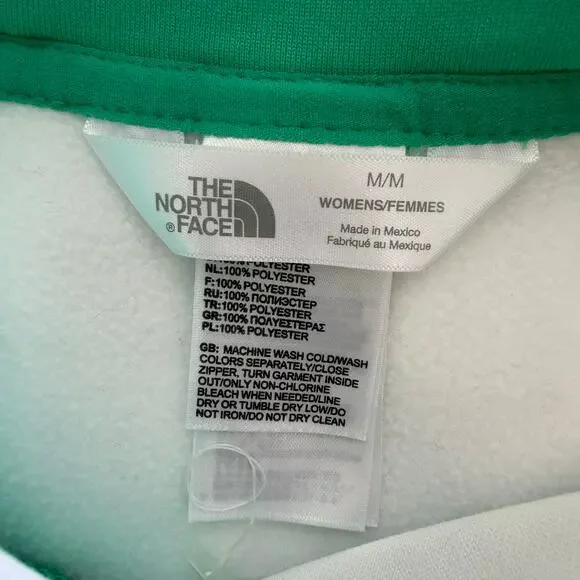 THE
NORTH
FACE®
M/M
WOMENS/FEMMES
Made in Mexico
Fabriqué au Mexique
NL:100% POLYESTER
F:100% POLYESTER
RU:100% ПОЛИЭСТЕР
TR:100% POLYESTER
GR:100% ΠΟΛΥΕΣΤΕΡΑΣ
PL:100% POLYESTER
GB: MACHINE WASH COLD/WASH
COLORS SEPARATELY/CLOSE
ZIPPER, TURN GARMENT INSIDE
OUT/ONLY NON-CHLORINE
BLEACH WHEN NEEDED/LINE
DRY OR TUMBLE DRY LOW/DO
NOT IRON/DO NOT DRY CLEAN